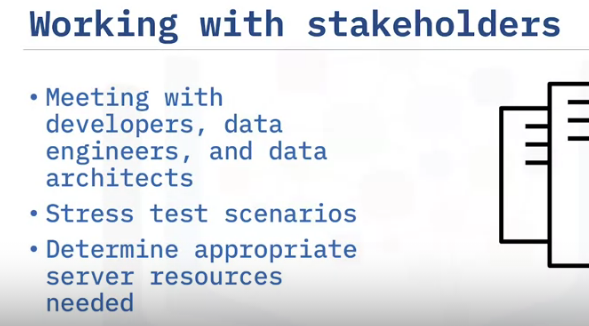 Working with stakeholders
• Meeting with
developers, data
engineers, and data
architects
• Stress test scenarios
• Determine appropriate
server resources
needed